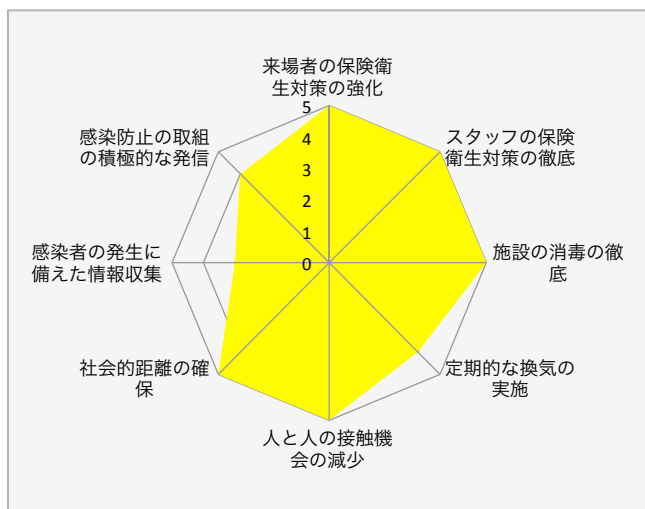 来場者の保険衛
生対策の強化
スタッフの保険
衛生対策の徹底
施設の消毒の徹
底
定期的な換気の
実施
人と人の接触機
会の減少
社会的距離の確
保
感染者の発生に
備えた情報収集
感染防止の取組
の積極的な発信
5
4
3
2
1
0